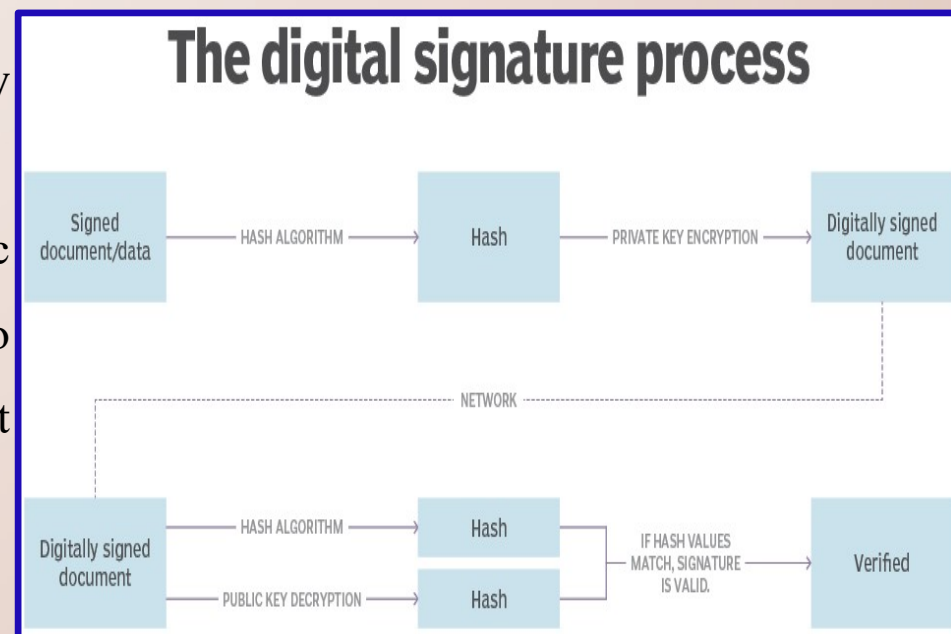 The digital signature process
Signed
document/data
HASH ALGORITHM
Hash
PRIVATE KEY ENCRYPTION
Digitally signed
document
NETWORK
Digitally signed
document
HASH ALGORITHM
Hash
PUBLIC KEY DECRYPTION
Hash
IF HASH VALUES
MATCH, SIGNATURE
IS VALID.
Verified